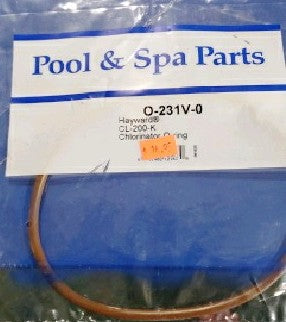 Pool & Spa Parts
O-231V-0
Hayward®
CL-200-K
Chlorinator O-ring